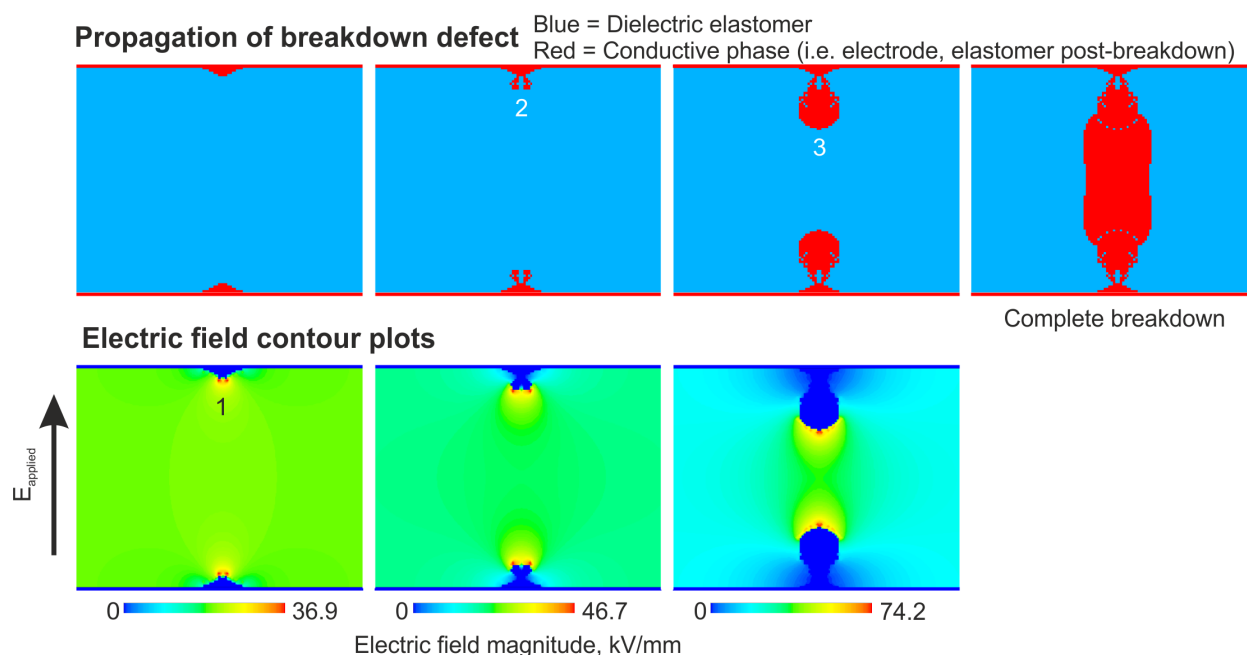 Propagation of breakdown defect
Blue = Dielectric elastomer
Red = Conductive phase (i.e. electrode, elastomer post-breakdown)
2
3
Complete breakdown
Electric field contour plots
1
E applied
0 36.9
0 46.7
0 74.2
Electric field magnitude, kV/mm